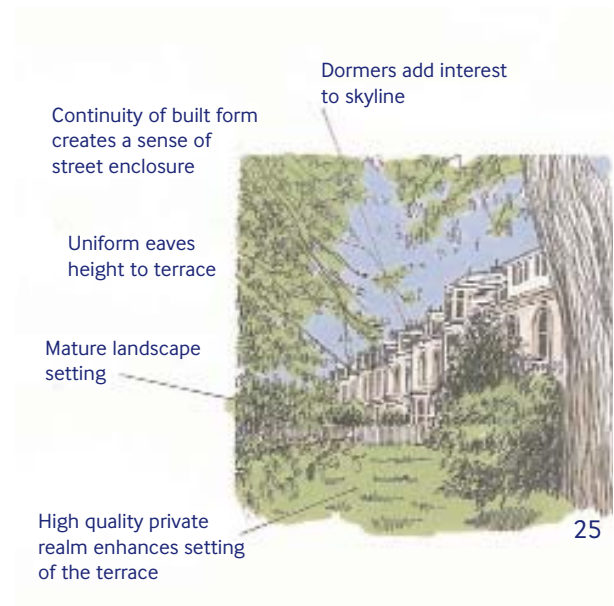 Dormers add interest
to skyline
Continuity of built form
creates a sense of
street enclosure
Uniform eaves
height to terrace
Mature landscape
setting
High quality private
realm enhances setting
of the terrace
25